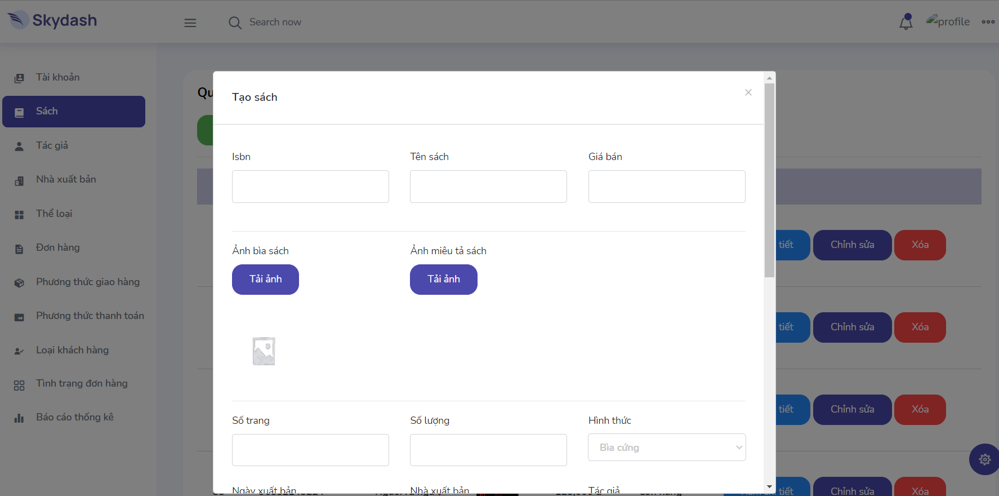 Skydash
Search now
profile
Tài khoản
Sách
Tác giả
Nhà xuất bản
Thể loại
Đơn hàng
Phương thức giao hàng
Phương thức thanh toán
Loại khách hàng
Tình trạng đơn hàng
Báo cáo thống kê
Qu
Tạo sách
Isbn
Tên sách
Giá bán
Ảnh bìa sách
Ảnh miêu tả sách
Tải ảnh
Tải ảnh
Số trang
Số lượng
Hình thức
Bìa cứng
Ngày xuất bản
Nhà xuất bản
Tác giả
tiết
Chỉnh sửa
Xóa
tiết
Chỉnh sửa
Xóa
tiết
Chỉnh sửa
Xóa
tiết
Chỉnh sửa
Xóa